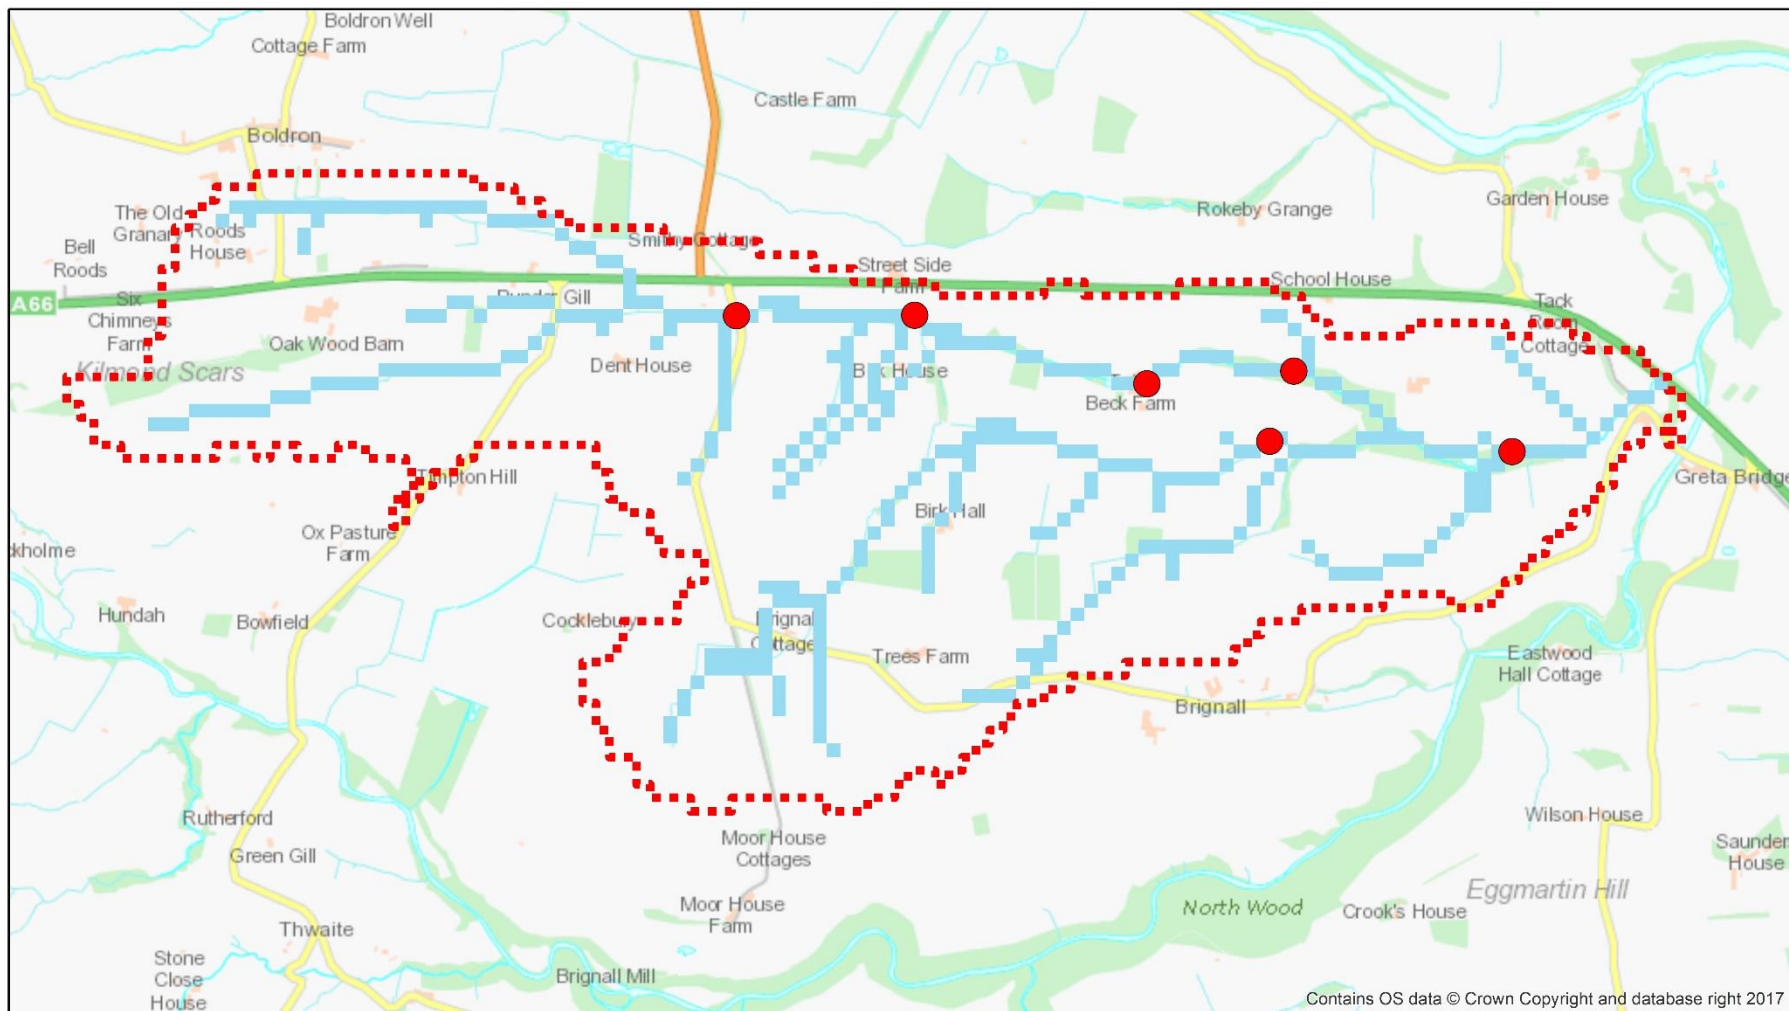 Boldron Well
Cottage Farm
Castle Farm
Boldron
The Old
Granary
Roods
House
Bell
Roods
Smithy Cottage
Street Side
Farm
Rokeby Grange
Garden House
School House
A66
Six
Chimneys
Farm
Gill
Tack
Room
Cottage
Oak Wood Barn
Kilmond Scars
Dent House
House
Beck Farm
Timpton Hill
Greta Bridge
Ox Pasture
Farm
Birk Hall
Hundah
Bowfield
Cocklebury
Cottage
Trees Farm
Eastwood
Hall Cottage
Brignall
Rutherford
Green Gill
Moor House
Cottages
Wilson House
House
Eggmartin Hill
Moor House
Farm
North Wood
Crook's House
Thwaite
Stone
Close
House
Brignall Mill
Contains OS data © Crown Copyright and database right 2017